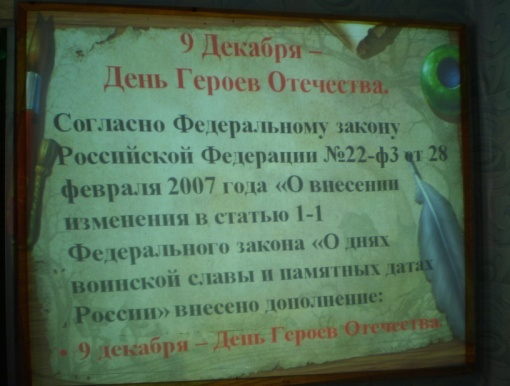 9 Декабря –
День Героев Отечества.
Согласно Федеральному закону
Российской Федерации №22-ф3 от 28
февраля 2007 года «О внесении
изменения в статью 1-1
Федерального закона «О днях
воинской славы и памятных датах
России» внесено дополнение:
• 9 декабря – День Героев Отечества.